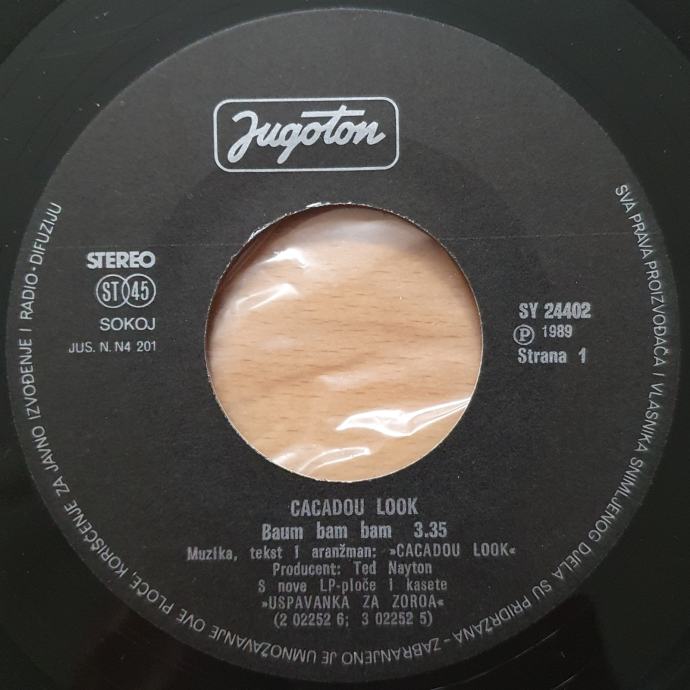 Jugoton
STEREO
ST 45
SOKOJ
JUS. N. N4 201
SY 24402
Ⓟ 1989
Strana 1
CACADOU LOOK
Baum bam bam 3.35
Muzika, tekst i aranžman: »CACADOU LOOK«
Producent: Ted Nayton
S nove LP-ploče i kasete
»USPAVANKA ZA ZOROA«
(2 02252 6; 3 02252 5)
SVA PRAVA PROIZVOĐAČA I VLASNIKA SNIMLJENOG DJELA SU PRIDRŽANA - ZABRANJENO JE UMNOŽAVANJE OVE PLOČE, KORIŠĆENJE ZA JAVNO IZVOĐENJE I RADIO-DIFUZIJU